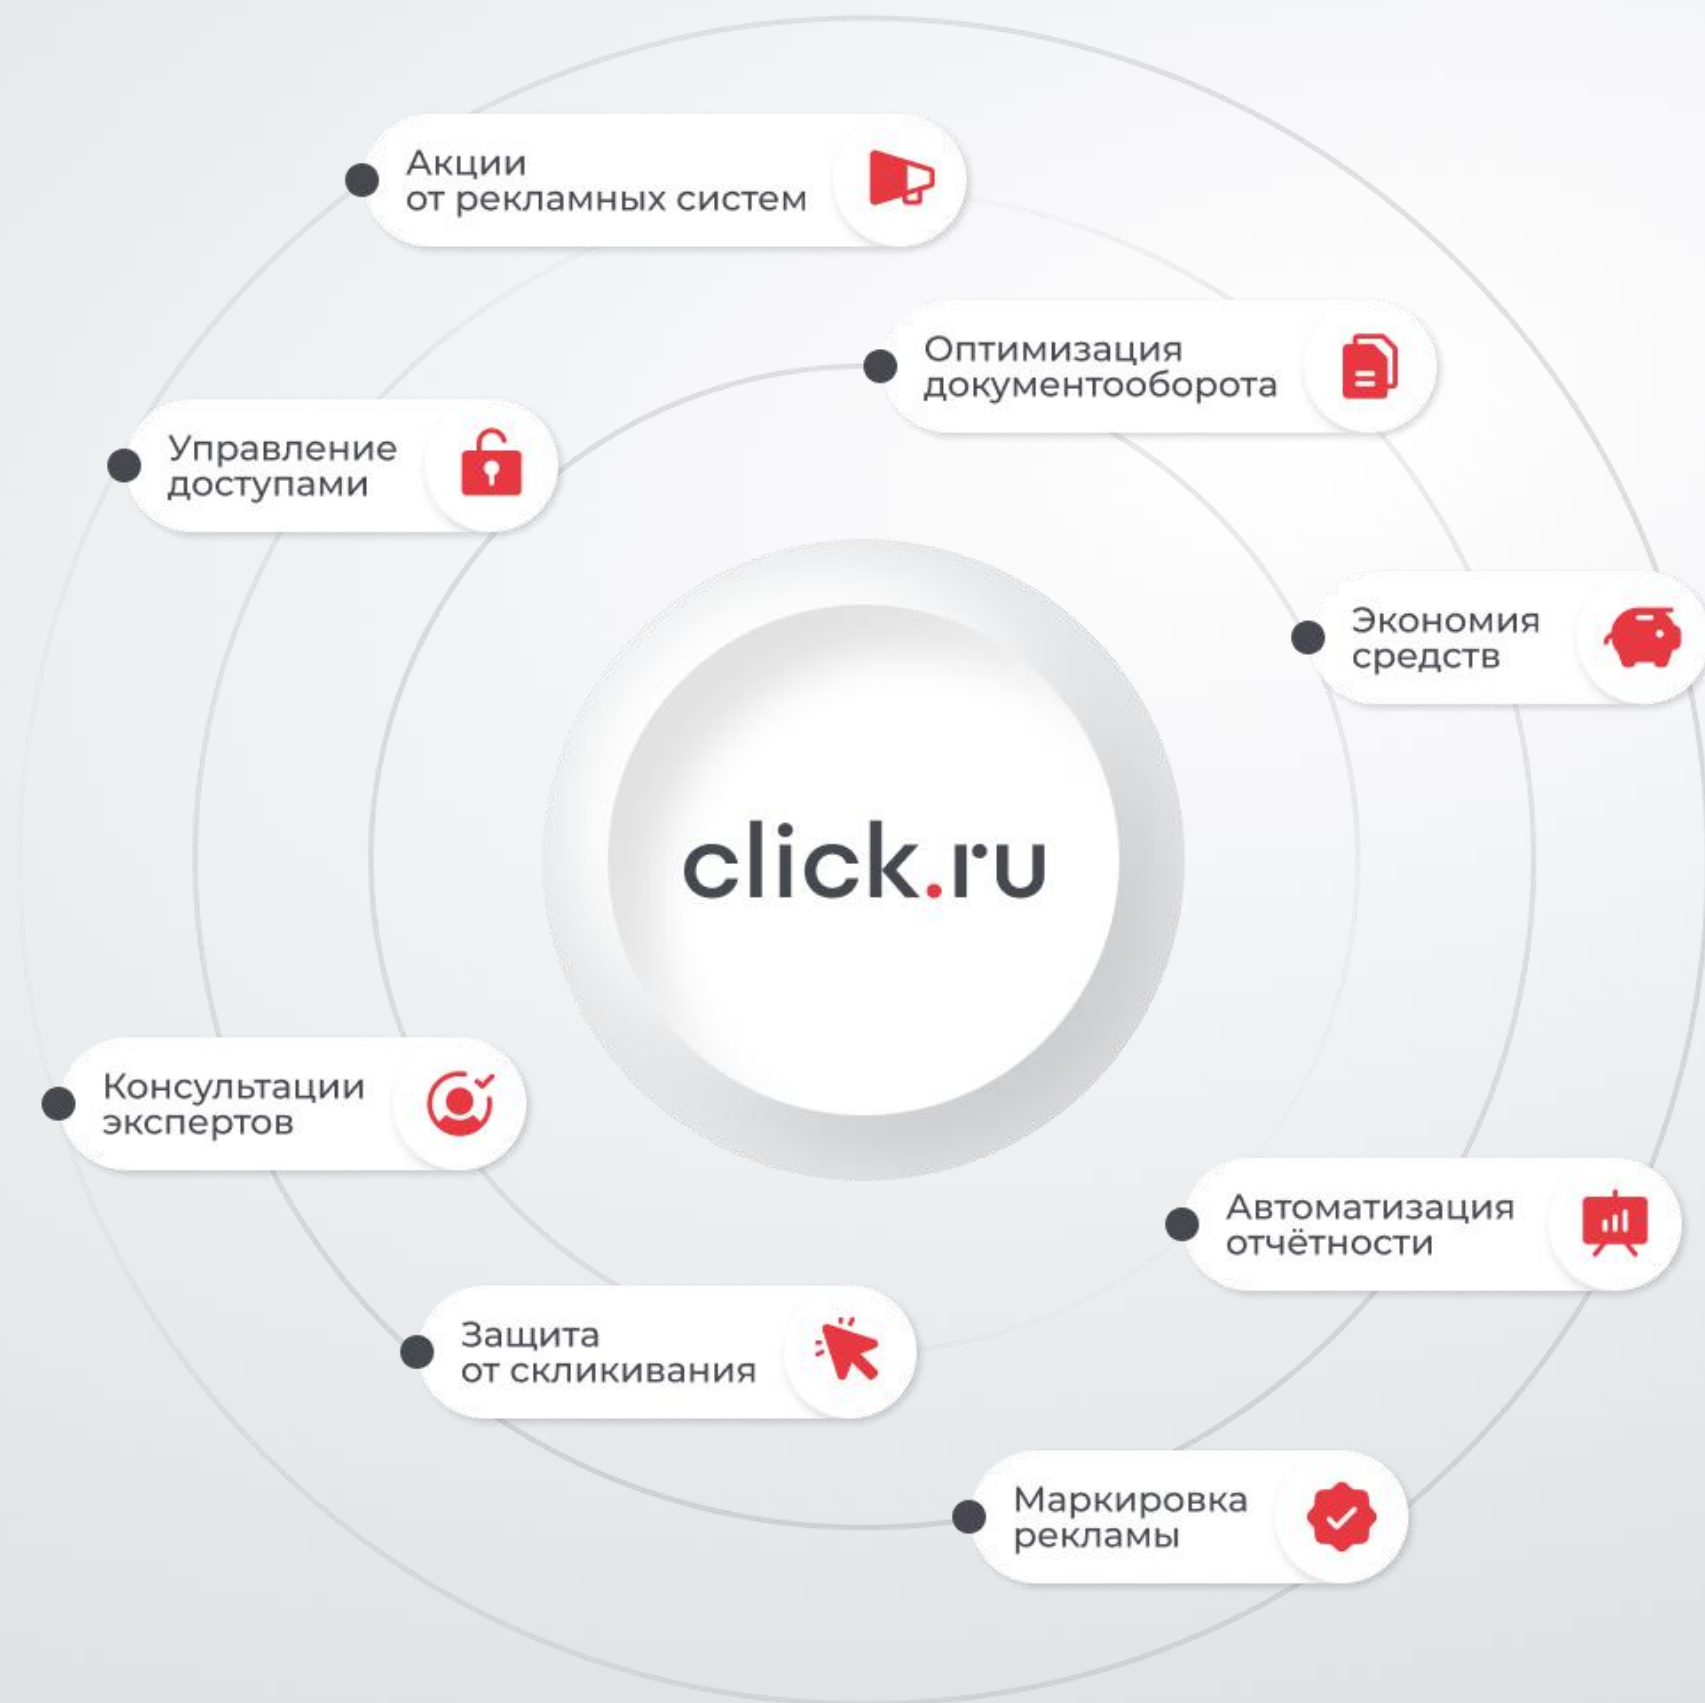 Акции
от рекламных систем
Оптимизация
документооборота
Управление
доступами
Экономия
средств
click.ru
Консультации
экспертов
Автоматизация
отчётности
Защита
от скликивания
Маркировка
рекламы